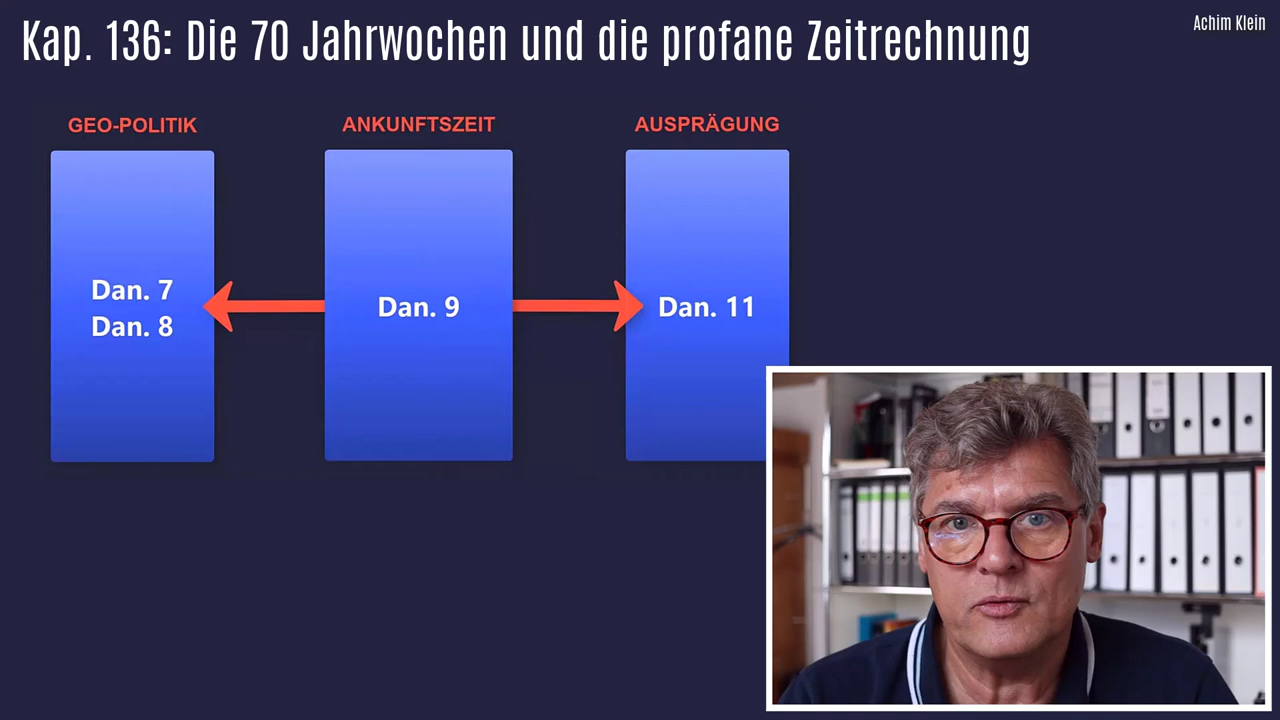 Kap. 136: Die 70 Jahrwochen und die profane Zeitrechnung
Achim Klein
GEO-POLITIK
ANKUNFTSZEIT
AUSPRÄGUNG
Dan. 7
Dan. 8
Dan. 9
Dan. 11